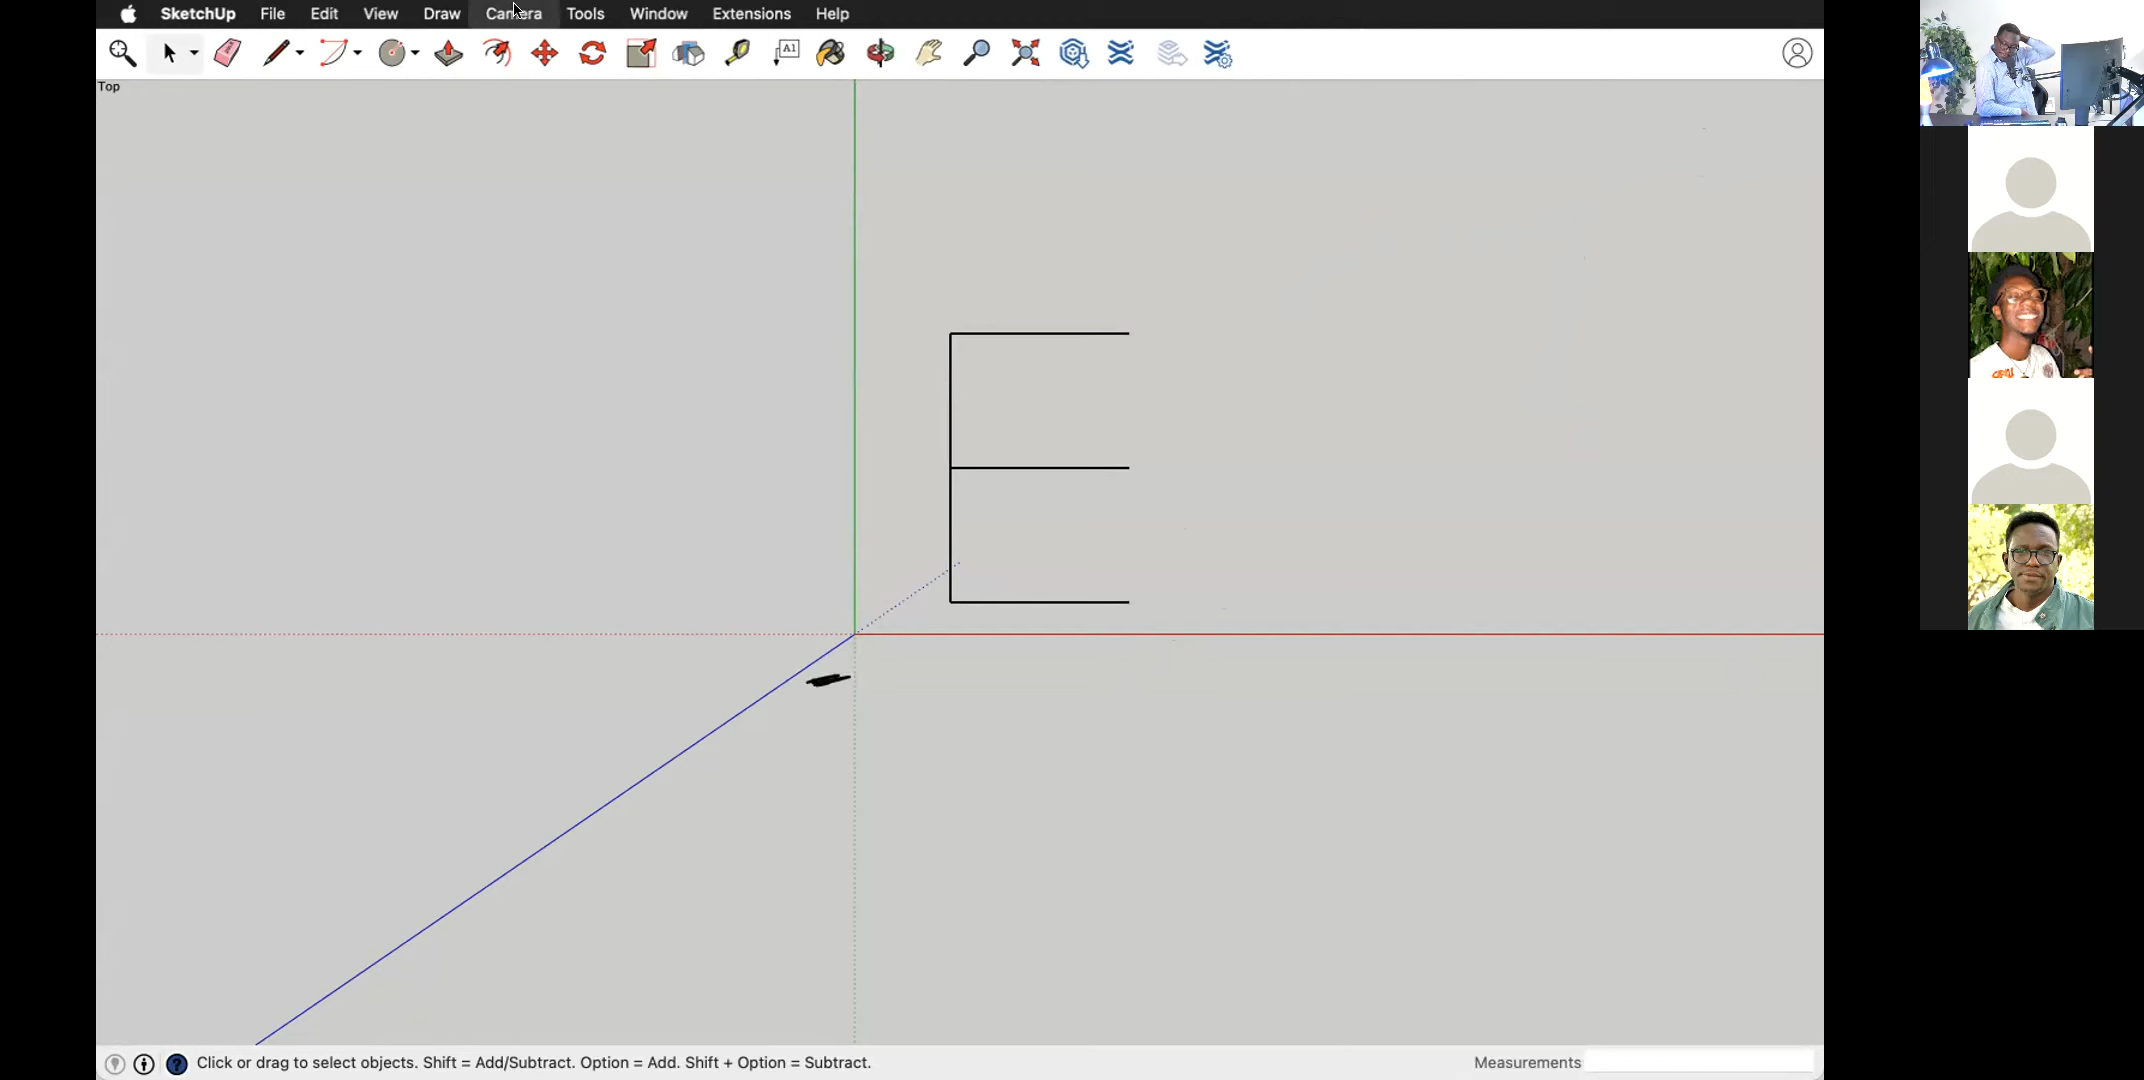 SketchUp File Edit View Draw Camera Tools Window Extensions Help
A1
Top
Click or drag to select objects. Shift = Add/Subtract. Option = Add. Shift + Option = Subtract.
Measurements